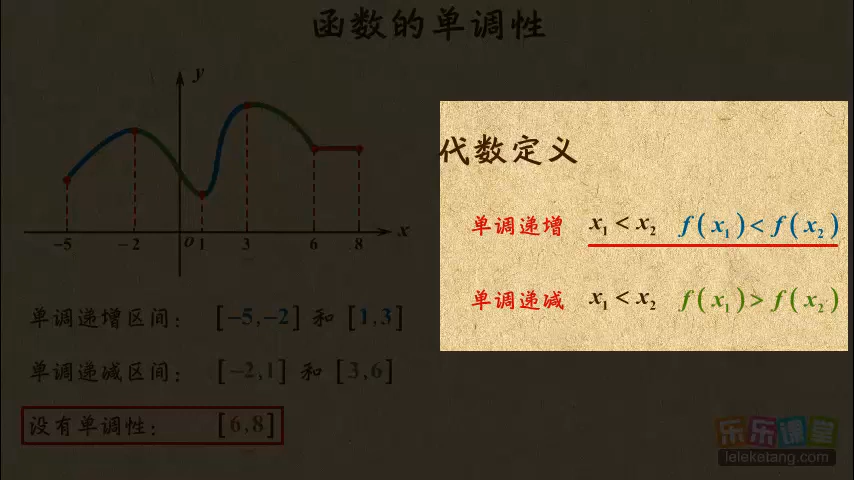 函数的单调性
y
x
−5 −2 o 1 3 6 8
代数定义
单调递增 x₁ < x₂ f(x₁) < f(x₂)
单调递减 x₁ < x₂ f(x₁) > f(x₂)
单调递增区间： [−5,−2] 和 [1,3]
单调递减区间： [−2,1] 和 [3,6]
没有单调性： [6,8]
乐乐课堂
leleketang.com